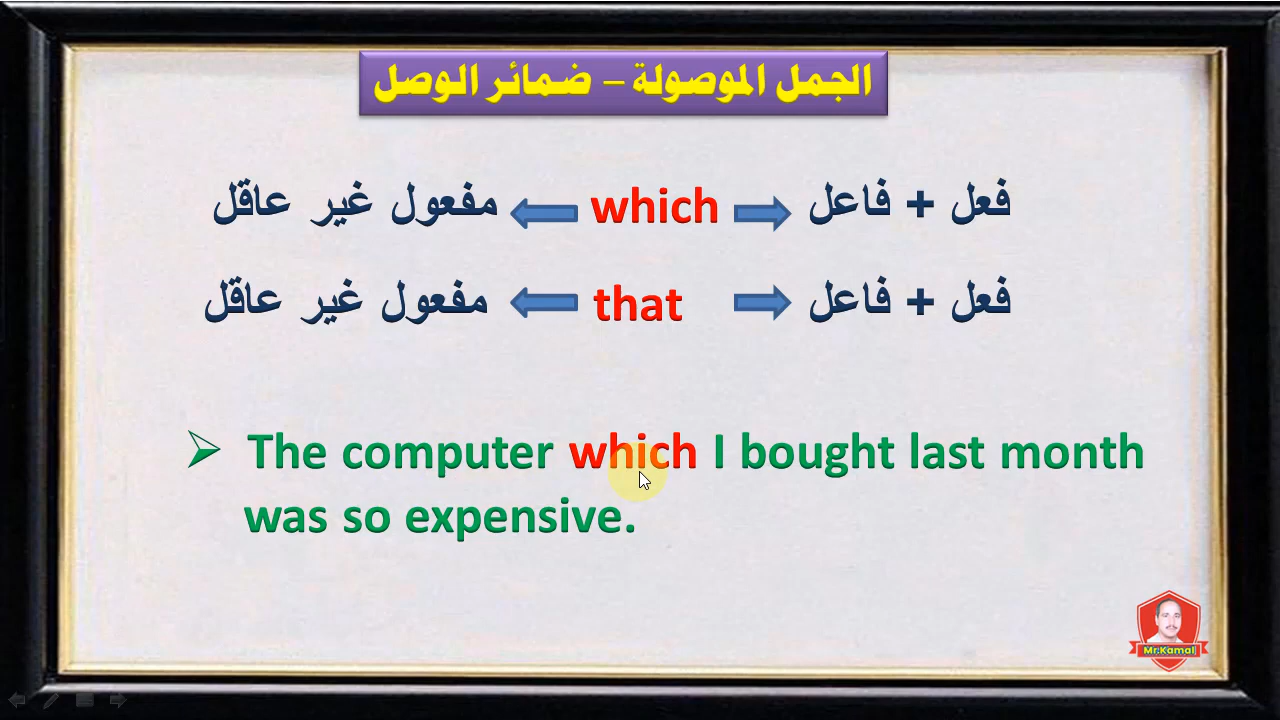 الجمل الموصولة – ضمائر الوصل
مفعول غير عاقل which فعل + فاعل
مفعول غير عاقل that فعل + فاعل
The computer which I bought last month
was so expensive.
Mr.Kamal